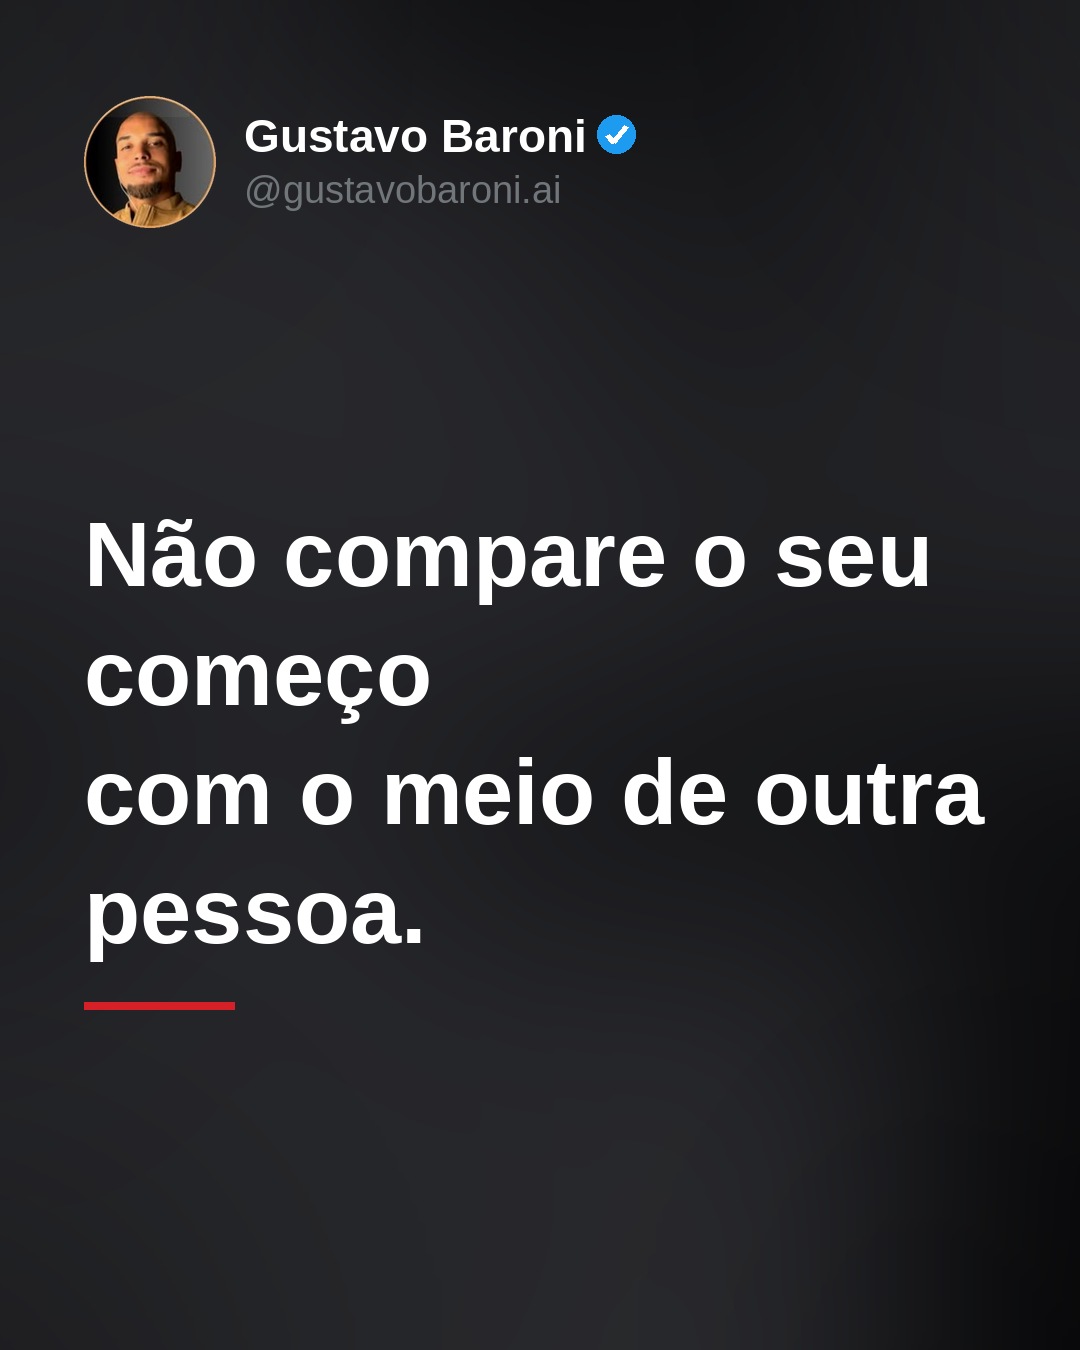 Gustavo Baroni
@gustavobaroni.ai
Não compare o seu
começo
com o meio de outra
pessoa.